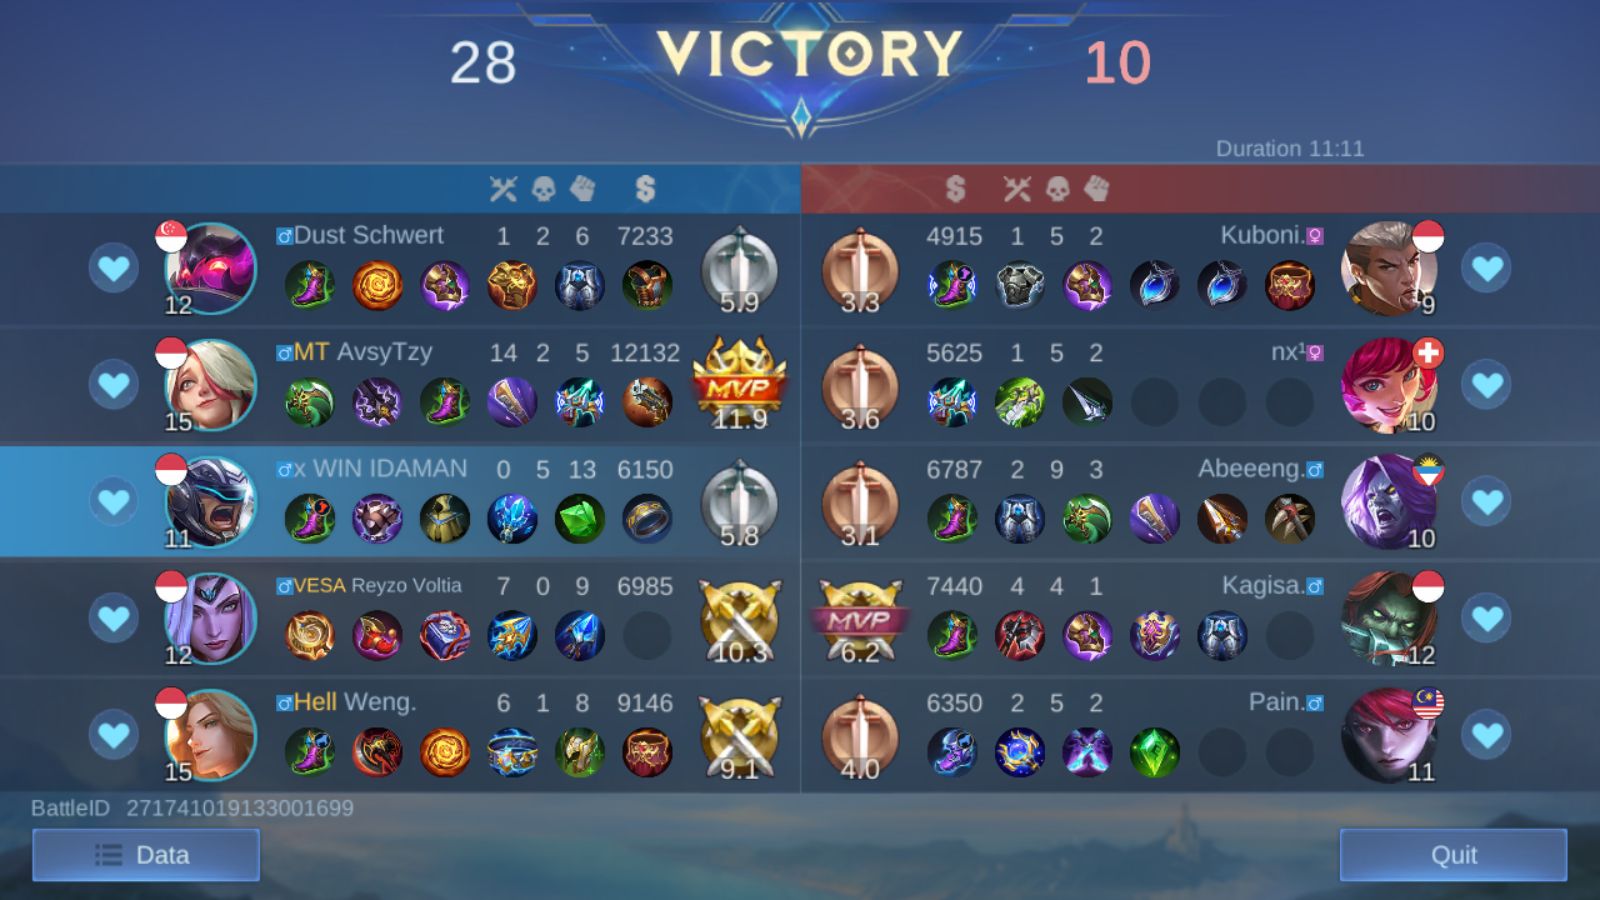 28 VICTORY 10
Duration 11:11
Dust Schwert 1 2 6 7233 5.9 12
4915 1 5 2 Kuboni. 3.3 9
MT AvsyTzy 14 2 5 12132 MVP 11.9 15
5625 1 5 2 nx¹ 3.6 10
x WIN IDAMAN 0 5 13 6150 5.8 11
6787 2 9 3 Abeeeng. 3.1 10
VESA Reyzo Voltia 7 0 9 6985 10.3 12
7440 4 4 1 Kagisa. MVP 6.2 12
Hell Weng. 6 1 8 9146 9.1 15
6350 2 5 2 Pain. 4.0 11
BattleID 271741019133001699
Data
Quit